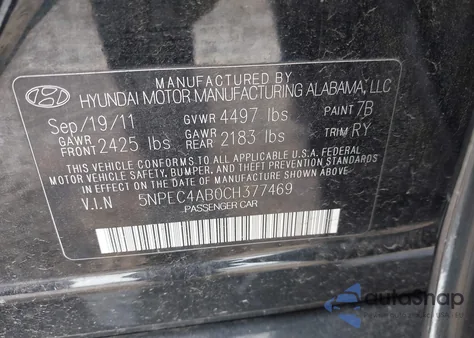 MANUFACTURED BY
HYUNDAI MOTOR MANUFACTURING ALABAMA, LLC
Sep/19/11 GVWR 4497 lbs PAINT 7B
GAWR FRONT 2425 lbs GAWR REAR 2183 lbs TRIM RY
THIS VEHICLE CONFORMS TO ALL APPLICABLE U.S.A. FEDERAL
MOTOR VEHICLE SAFETY, BUMPER, AND THEFT PREVENTION STANDARDS
IN EFFECT ON THE DATE OF MANUFACTURE SHOWN ABOVE.
V.I.N 5NPEC4AB0CH377469
PASSENGER CAR
autoShap